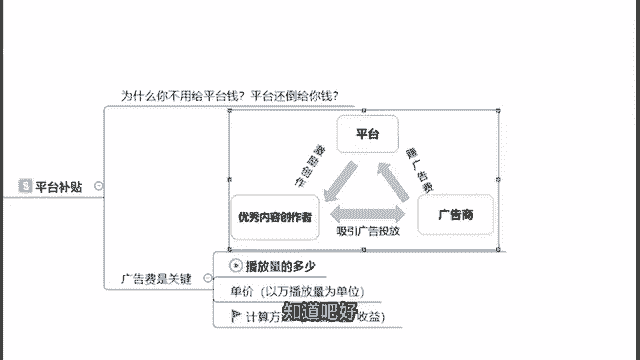 为什么你不用给平台钱？平台还倒给你钱？
平台
激励创作
赚广告费
S 平台补贴
优秀内容创作者
广告商
吸引广告投放
播放量的多少
广告费是关键
单价（以万播放量为单位）
计算方 收益）
知道吧好